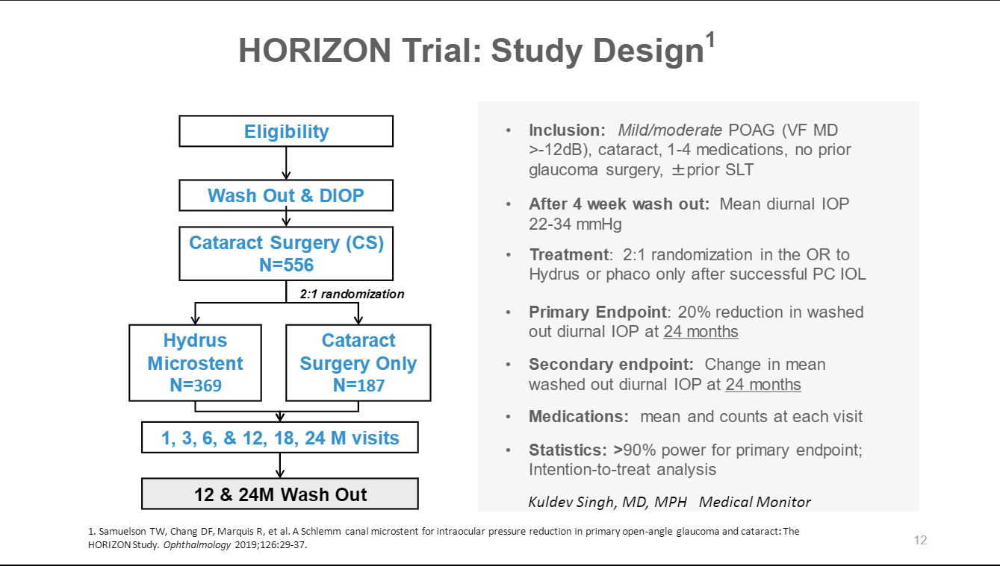 HORIZON Trial: Study Design1
Eligibility
Wash Out & DIOP
Cataract Surgery (CS)
N=556
2:1 randomization
Hydrus
Microstent
N=369
Cataract
Surgery Only
N=187
1, 3, 6, & 12, 18, 24 M visits
12 & 24M Wash Out
• Inclusion: Mild/moderate POAG (VF MD
>-12dB), cataract, 1-4 medications, no prior
glaucoma surgery, ±prior SLT
• After 4 week wash out: Mean diurnal IOP
22-34 mmHg
• Treatment: 2:1 randomization in the OR to
Hydrus or phaco only after successful PC IOL
• Primary Endpoint: 20% reduction in washed
out diurnal IOP at 24 months
• Secondary endpoint: Change in mean
washed out diurnal IOP at 24 months
• Medications: mean and counts at each visit
• Statistics: >90% power for primary endpoint;
Intention-to-treat analysis
Kuldev Singh, MD, MPH Medical Monitor
1. Samuelson TW, Chang DF, Marquis R, et al. A Schlemm canal microstent for intraocular pressure reduction in primary open-angle glaucoma and cataract: The
HORIZON Study. Ophthalmology 2019;126:29-37.
12